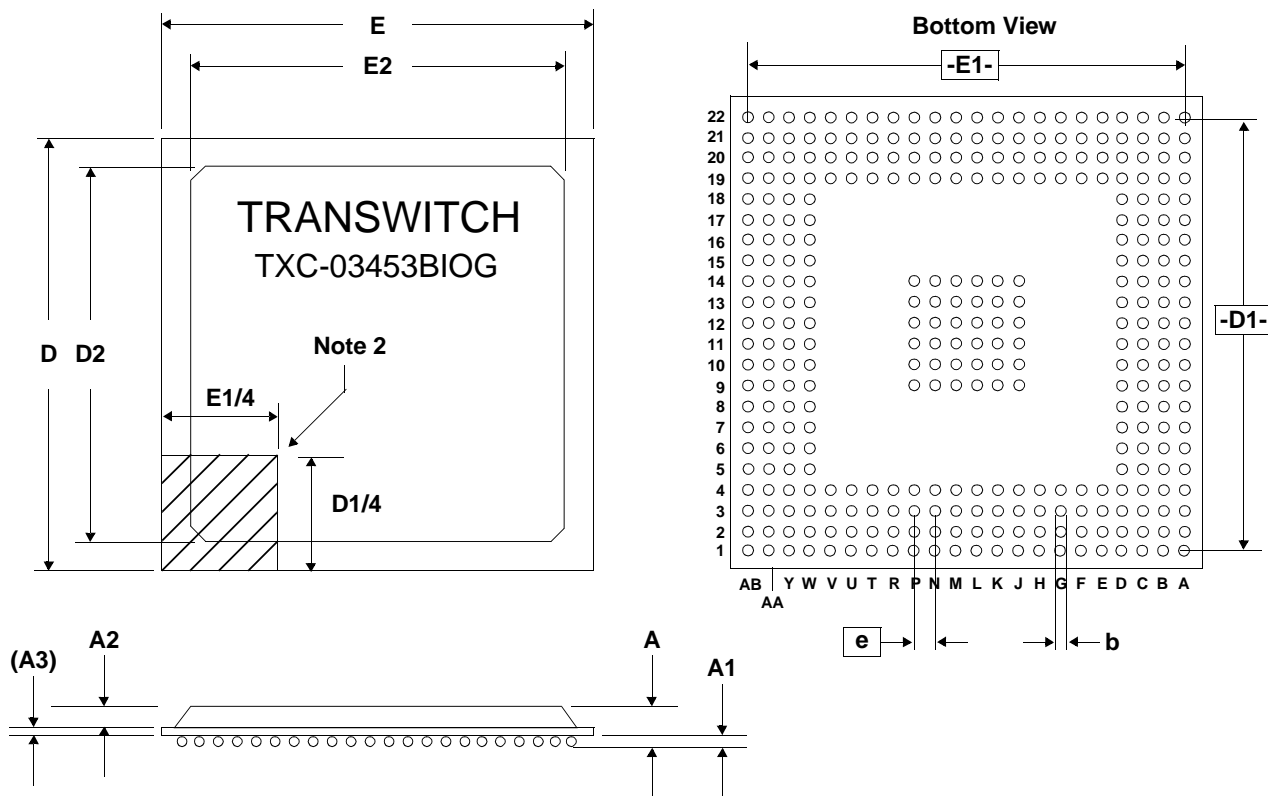 E
E2
TRANSWITCH
TXC-03453BIOG
Note 2
D
D2
E1/4
D1/4
A2
(A3)
A
A1
Bottom View
-E1-
22
21
20
19
18
17
16
15
14
13
12
11
10
9
8
7
6
5
4
3
2
1
-D1-
AB AA Y W V U T R P N M L K J H G F E D C B A
e
b